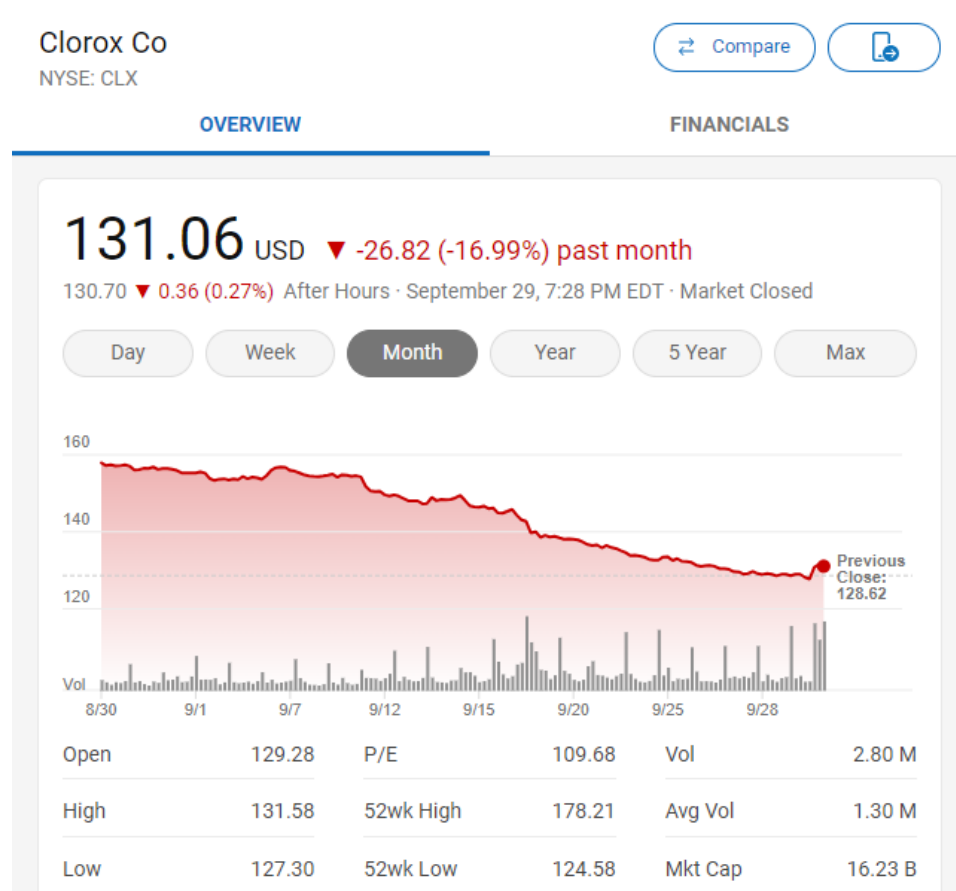 Clorox Co
Compare
NYSE: CLX
OVERVIEW FINANCIALS
131.06 USD ▼ -26.82 (-16.99%) past month
130.70 ▼ 0.36 (0.27%) After Hours · September 29, 7:28 PM EDT · Market Closed
Day Week Month Year 5 Year Max
160
140
Previous
Close:
128.62
120
Vol
8/30 9/1 9/7 9/12 9/15 9/20 9/25 9/28
Open 129.28 P/E 109.68 Vol 2.80 M
High 131.58 52wk High 178.21 Avg Vol 1.30 M
Low 127.30 52wk Low 124.58 Mkt Cap 16.23 B